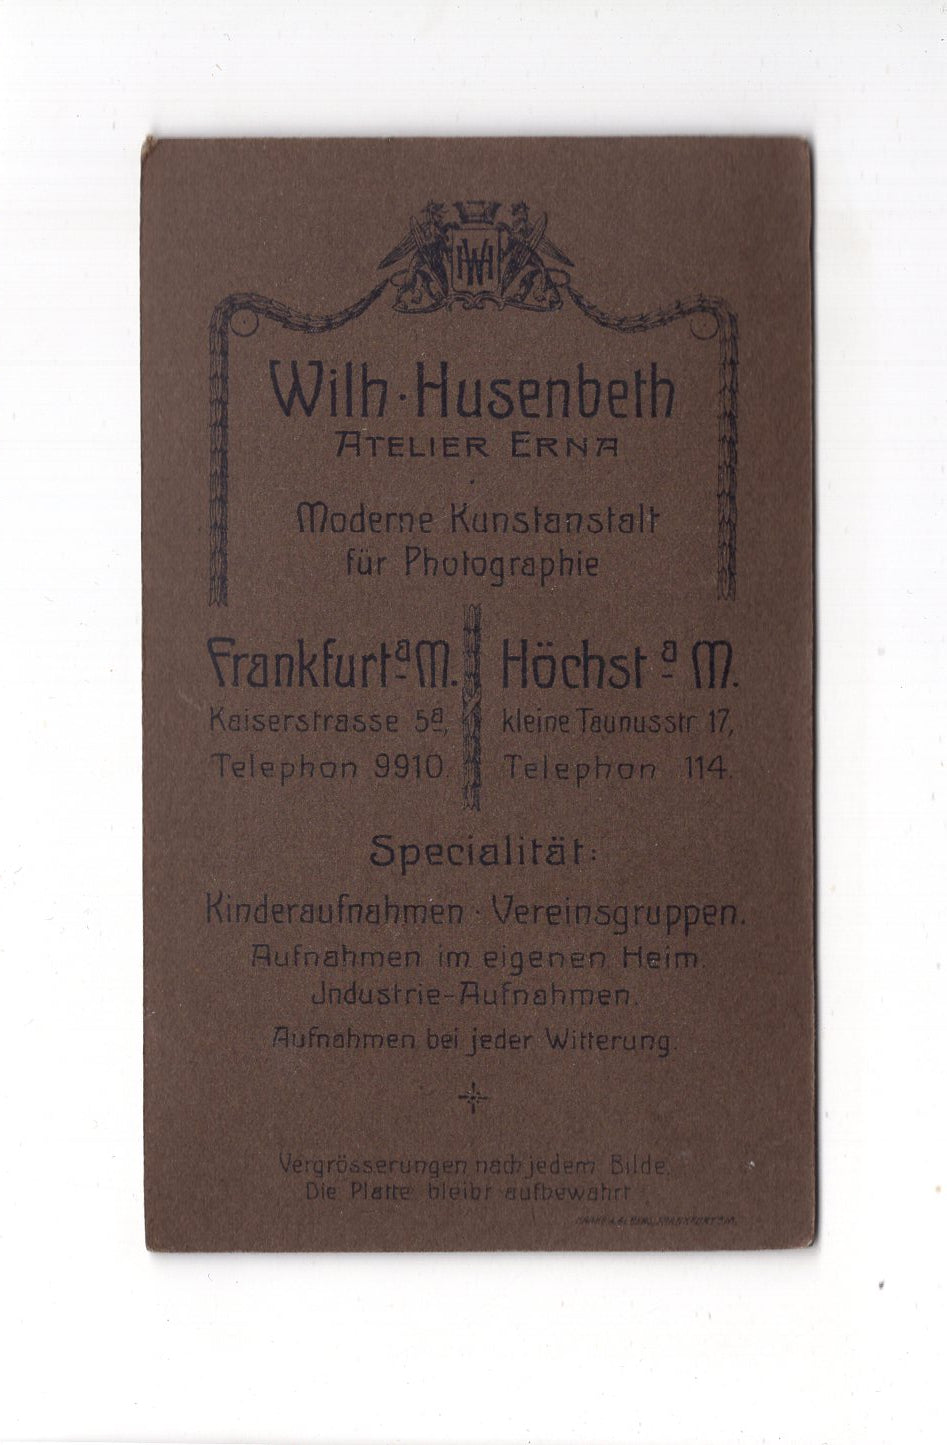 Wilh · Husenbeth
ATELIER ERNA
Moderne Kunstanstalt
für Photographie
Frankfurt a M.
Kaiserstrasse 5a,
Telephon 9910.
Höchst a M.
kleine Taunusstr 17,
Telephon 114.
Specialität:
Kinderaufnahmen · Vereinsgruppen.
Aufnahmen im eigenen Heim.
Jndustrie-Aufnahmen.
Aufnahmen bei jeder Witterung.
Vergrösserungen nach jedem Bilde.
Die Platte bleibt aufbewahrt